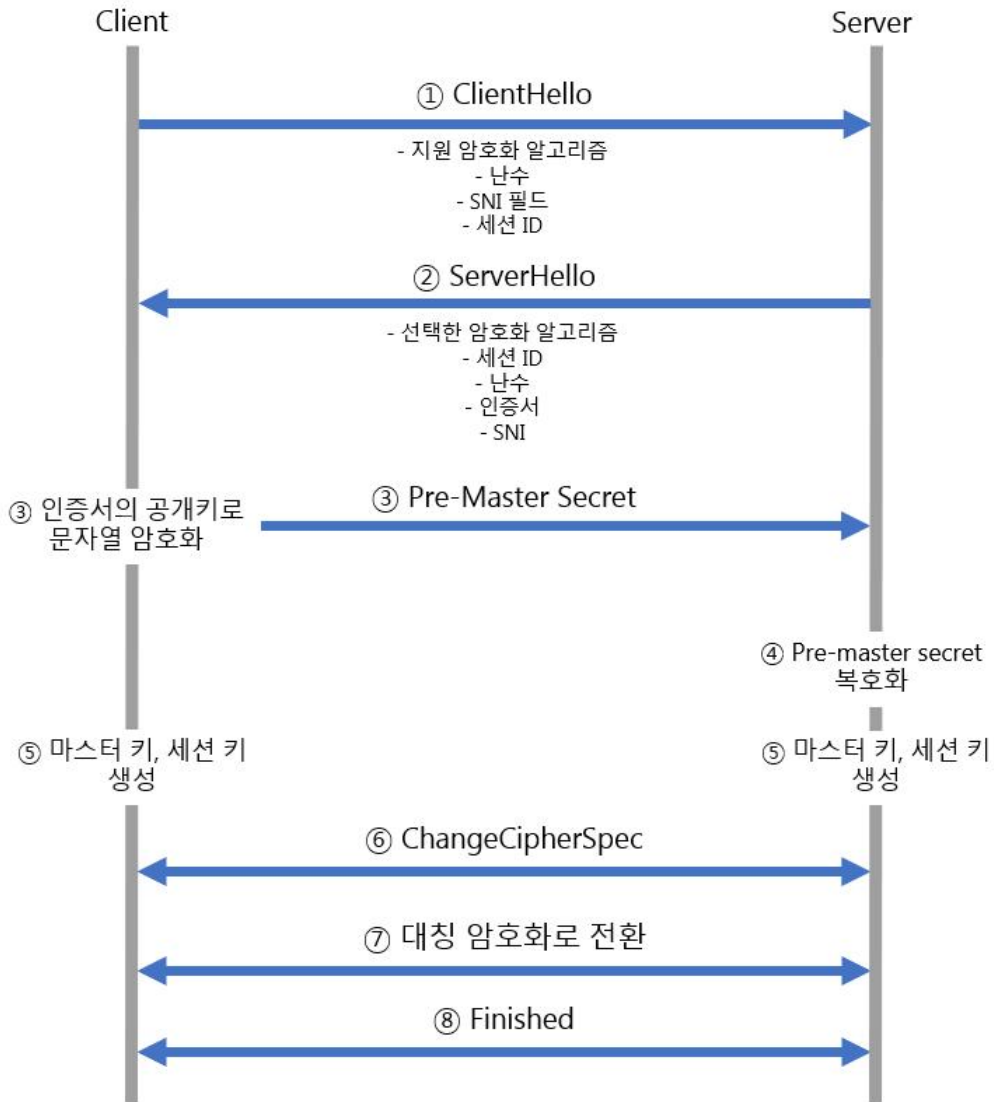 Client
Server
① ClientHello
- 지원 암호화 알고리즘
- 난수
- SNI 필드
- 세션 ID
② ServerHello
- 선택한 암호화 알고리즘
- 세션 ID
- 난수
- 인증서
- SNI
③ 인증서의 공개키로
문자열 암호화
③ Pre-Master Secret
④ Pre-master secret
복호화
⑤ 마스터 키, 세션 키
생성
⑤ 마스터 키, 세션 키
생성
⑥ ChangeCipherSpec
⑦ 대칭 암호화로 전환
⑧ Finished